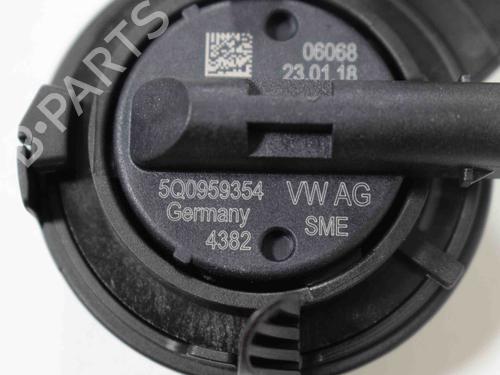 B-PARTS
06068
23.01.18
5Q0959354 VW AG
Germany SME
4382